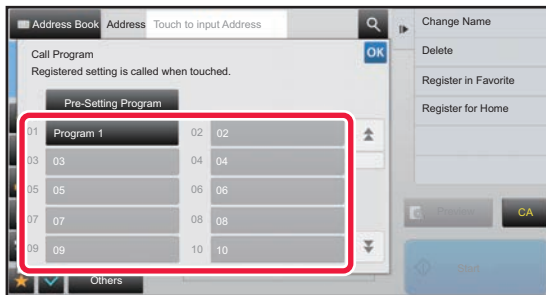 Address Book Address Touch to input Address
Change Name
Call Program
OK
Delete
Registered setting is called when touched.
Register in Favorite
Pre-Setting Program
Register for Home
01 Program 1 02 02
03 03 04 04
05 05 06 06
07 07 08 08
Preview CA
09 09 10 10
Start
Others